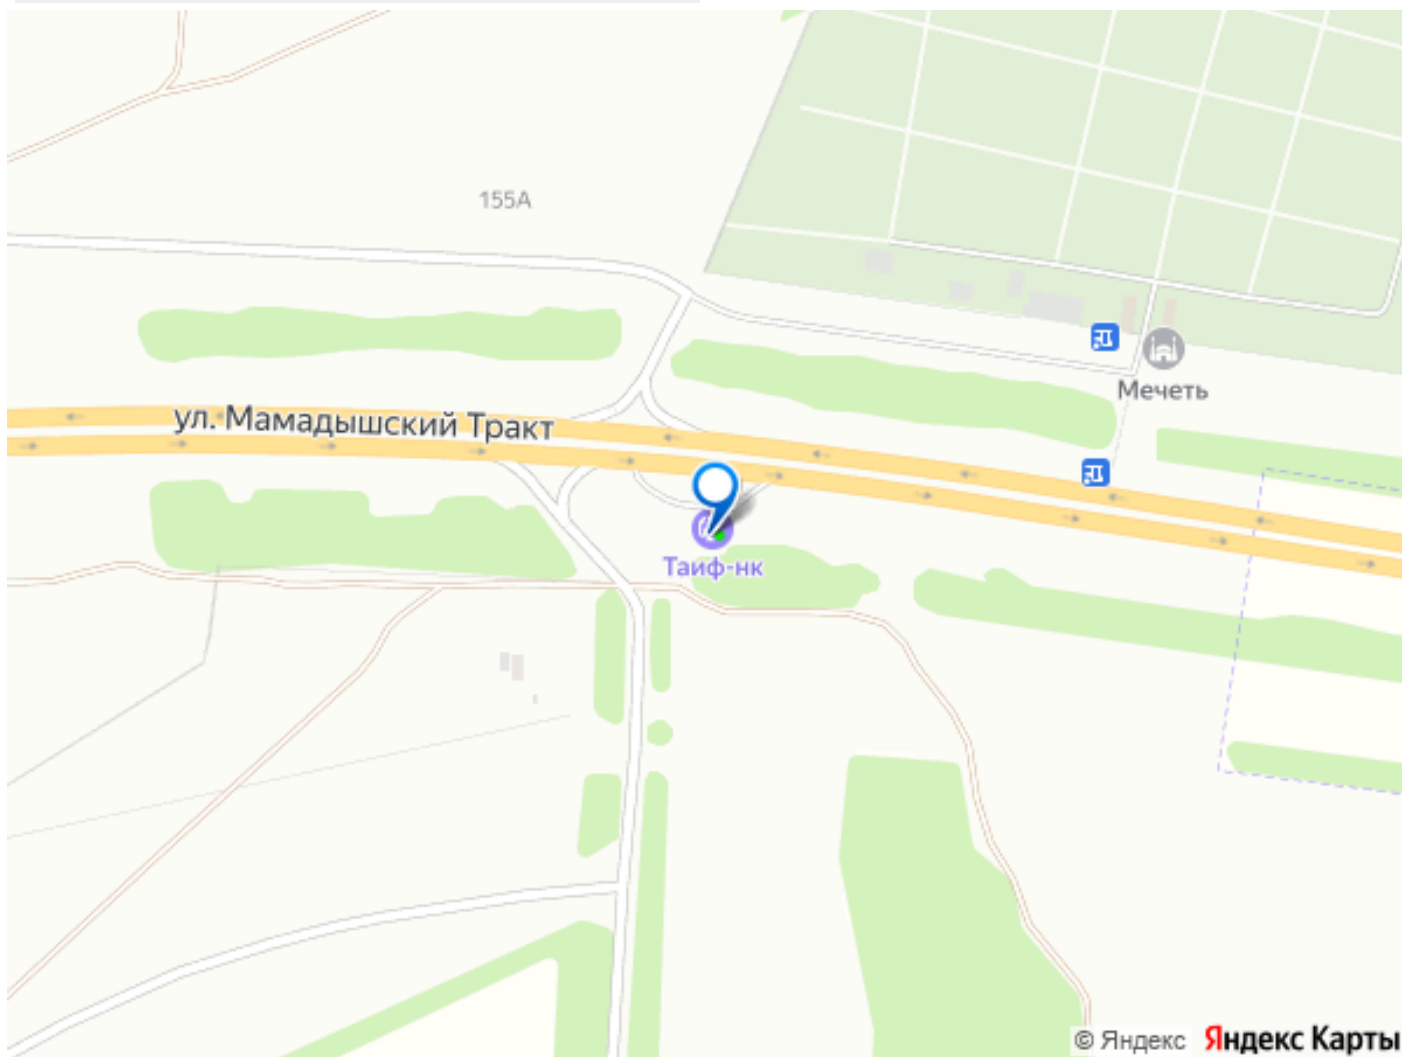 155А
ул. Мамадышский Тракт
Мечеть
Таиф-нк
© Яндекс Яндекс Карты